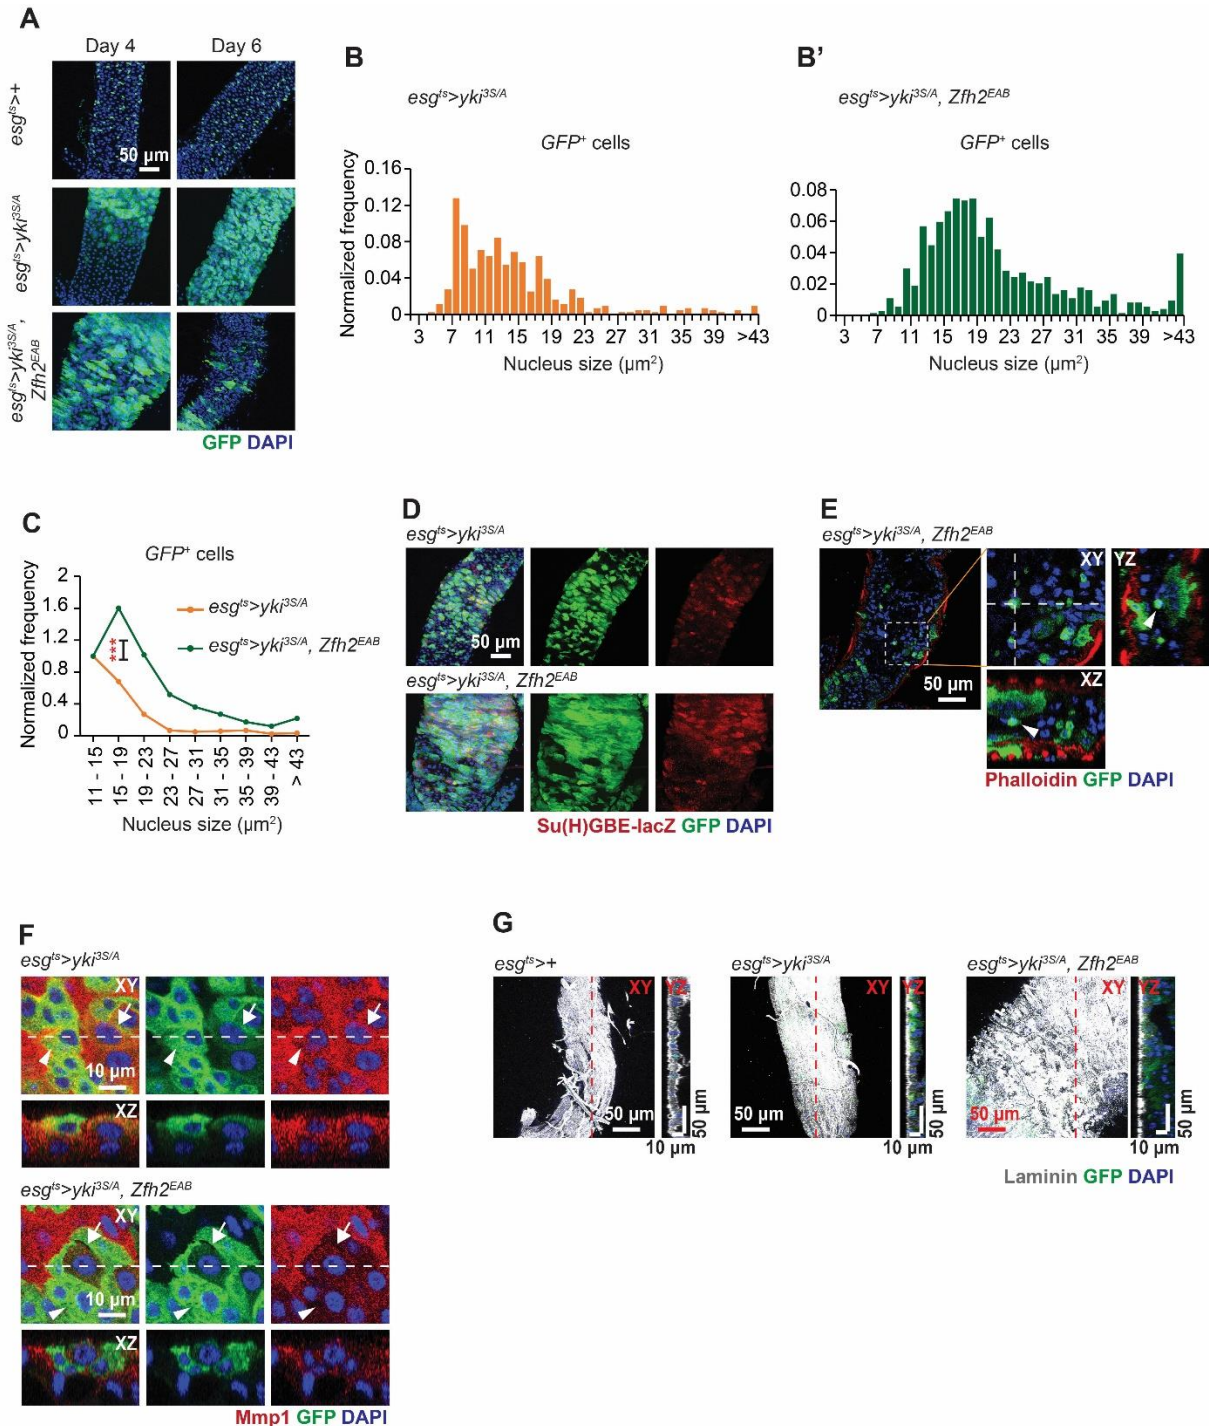 A
Day 4
Day 6
esgᵗˢ>+
50 µm
esgᵗˢ>yki³ˢ/ᴬ
esgᵗˢ>yki³ˢ/ᴬ,
Zfh2ᴱᴬᴮ
GFP DAPI
B
esgᵗˢ>yki³ˢ/ᴬ
GFP⁺ cells
Normalized frequency
0.16
0.12
0.08
0.04
0
3 7 11 15 19 23 27 31 35 39 >43
Nucleus size (µm²)
B’
esgᵗˢ>yki³ˢ/ᴬ, Zfh2ᴱᴬᴮ
GFP⁺ cells
0.08
0.06
0.04
0.02
0
3 7 11 15 19 23 27 31 35 39 >43
Nucleus size (µm²)
C
GFP⁺ cells
Normalized frequency
2
1.6
1.2
0.8
0.4
0
esgᵗˢ>yki³ˢ/ᴬ
esgᵗˢ>yki³ˢ/ᴬ, Zfh2ᴱᴬᴮ
***
11 - 15
15 - 19
19 - 23
23 - 27
27 - 31
31 - 35
35 - 39
39 - 43
> 43
Nucleus size (µm²)
D
esgᵗˢ>yki³ˢ/ᴬ
50 µm
esgᵗˢ>yki³ˢ/ᴬ, Zfh2ᴱᴬᴮ
Su(H)GBE-lacZ GFP DAPI
E
esgᵗˢ>yki³ˢ/ᴬ, Zfh2ᴱᴬᴮ
50 µm
XY
YZ
XZ
Phalloidin GFP DAPI
F
esgᵗˢ>yki³ˢ/ᴬ
XY
10 µm
XZ
esgᵗˢ>yki³ˢ/ᴬ, Zfh2ᴱᴬᴮ
XY
10 µm
XZ
Mmp1 GFP DAPI
G
esgᵗˢ>+
XY
YZ
50 µm
50 µm
10 µm
esgᵗˢ>yki³ˢ/ᴬ
XY
YZ
50 µm
50 µm
10 µm
esgᵗˢ>yki³ˢ/ᴬ, Zfh2ᴱᴬᴮ
XY
YZ
50 µm
50 µm
10 µm
Laminin GFP DAPI